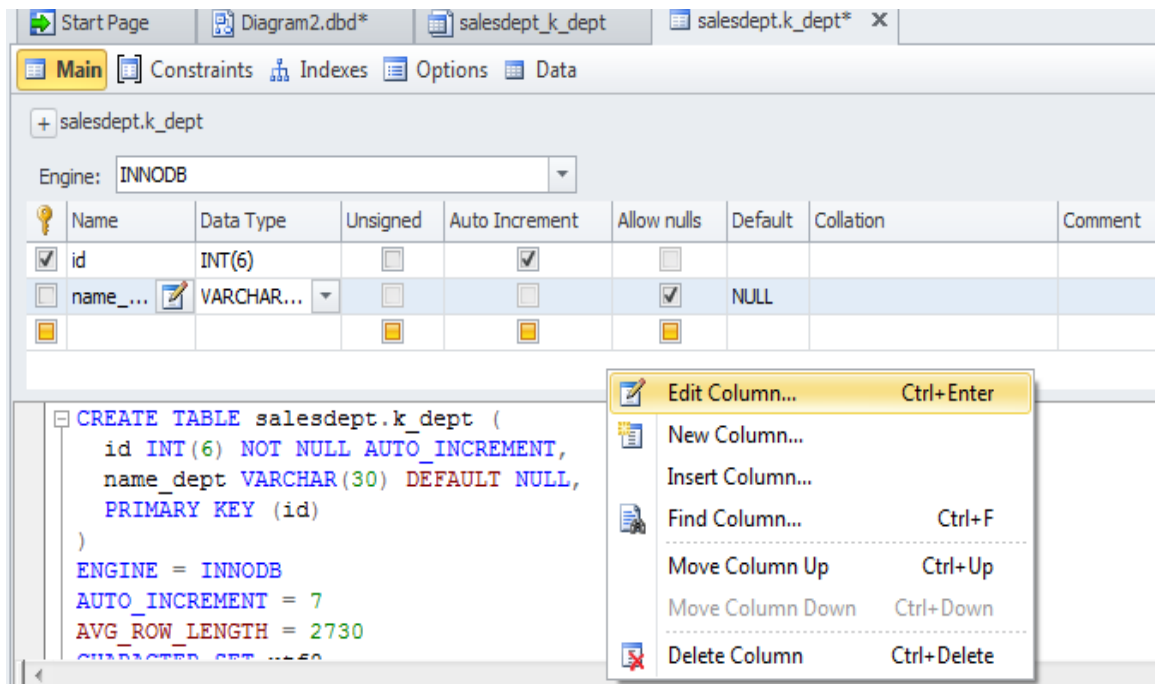 Start Page Diagram2.dbd* salesdept_k_dept salesdept.k_dept* X
Main Constraints Indexes Options Data
+ salesdept.k_dept
Engine: INNODB
Name Data Type Unsigned Auto Increment Allow nulls Default Collation Comment
id INT(6)
name_... VARCHAR... NULL
CREATE TABLE salesdept.k_dept (
id INT(6) NOT NULL AUTO_INCREMENT,
name_dept VARCHAR(30) DEFAULT NULL,
PRIMARY KEY (id)
)
ENGINE = INNODB
AUTO_INCREMENT = 7
AVG_ROW_LENGTH = 2730
CHARACTER SET
Edit Column... Ctrl+Enter
New Column...
Insert Column...
Find Column... Ctrl+F
Move Column Up Ctrl+Up
Move Column Down Ctrl+Down
Delete Column Ctrl+Delete